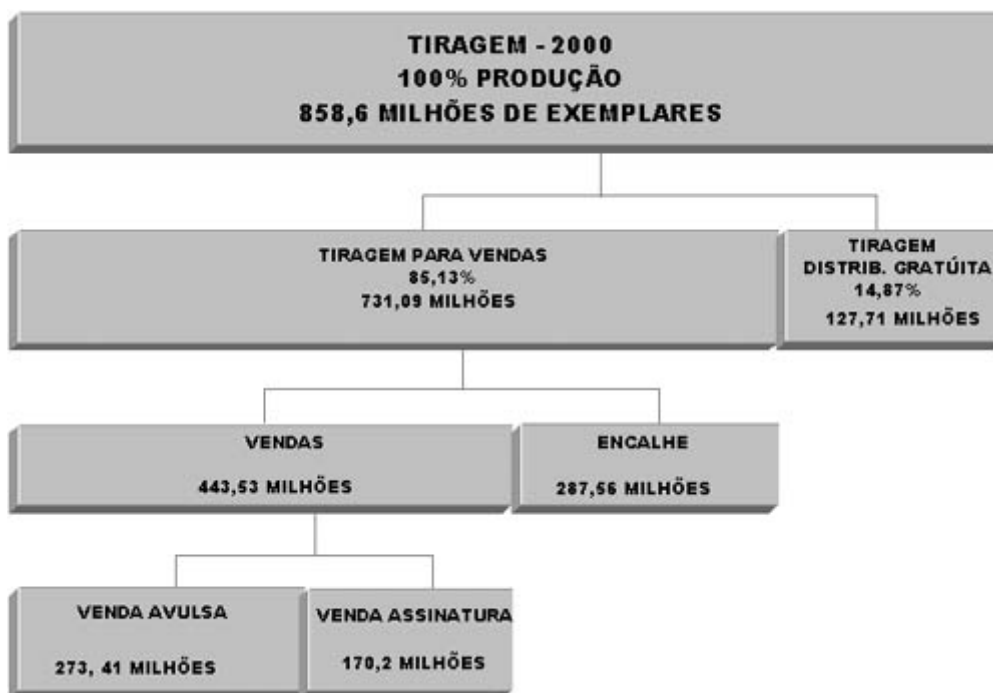 TIRAGEM - 2000
100% PRODUÇÃO
858,6 MILHÕES DE EXEMPLARES
TIRAGEM PARA VENDAS
85,13%
731,09 MILHÕES
TIRAGEM
DISTRIB. GRATÚITA
14,87%
127,71 MILHÕES
VENDAS
443,53 MILHÕES
ENCALHE
287,56 MILHÕES
VENDA AVULSA
273, 41 MILHÕES
VENDA ASSINATURA
170,2 MILHÕES